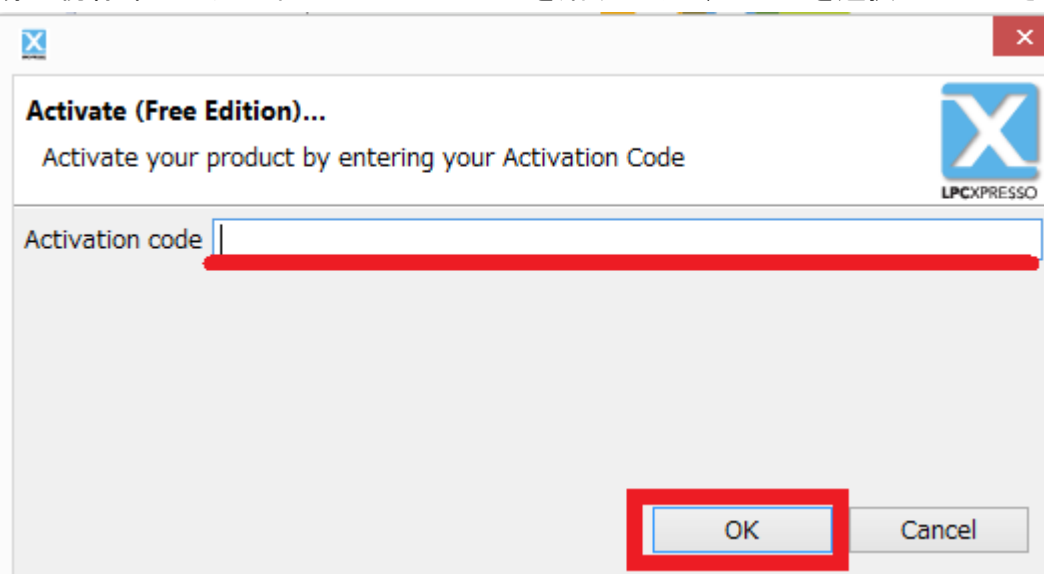 Activate (Free Edition)...
Activate your product by entering your Activation Code
LPCXPRESSO
Activation code
OK
Cancel